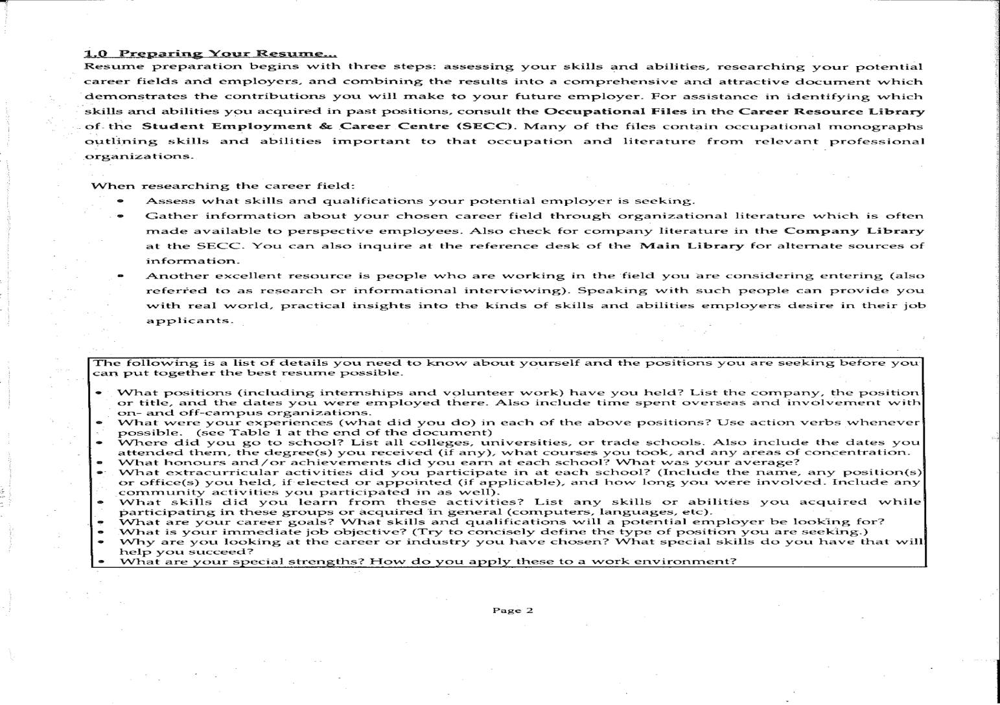 1.0 Preparing Your Resume...
Resume preparation begins with three steps: assessing your skills and abilities, researching your potential
career fields and employers, and combining the results into a comprehensive and attractive document which
demonstrates the contributions you will make to your future employer. For assistance in identifying which
skills and abilities you acquired in past positions, consult the Occupational Files in the Career Resource Library
of the Student Employment & Career Centre (SECC). Many of the files contain occupational monographs
outlining skills and abilities important to that occupation and literature from relevant professional
organizations.
When researching the career field:
• Assess what skills and qualifications your potential employer is seeking.
• Gather information about your chosen career field through organizational literature which is often
made available to perspective employees. Also check for company literature in the Company Library
at the SECC. You can also inquire at the reference desk of the Main Library for alternate sources of
information.
• Another excellent resource is people who are working in the field you are considering entering (also
referred to as research or informational interviewing). Speaking with such people can provide you
with real world, practical insights into the kinds of skills and abilities employers desire in their job
applicants.
The following is a list of details you need to know about yourself and the positions you are seeking before you
can put together the best resume possible.
• What positions (including internships and volunteer work) have you held? List the company, the position
or title, and the dates you were employed there. Also include time spent overseas and involvement with
on- and off-campus organizations.
• What were your experiences (what did you do) in each of the above positions? Use action verbs whenever
possible. (see Table 1 at the end of the document)
• Where did you go to school? List all colleges, universities, or trade schools. Also include the dates you
attended them, the degree(s) you received (if any), what courses you took, and any areas of concentration.
• What honours and/or achievements did you earn at each school? What was your average?
• What extracurricular activities did you participate in at each school? (Include the name, any position(s)
or office(s) you held, if elected or appointed (if applicable), and how long you were involved. Include any
community activities you participated in as well).
• What skills did you learn from these activities? List any skills or abilities you acquired while
participating in these groups or acquired in general (computers, languages, etc).
• What are your career goals? What skills and qualifications will a potential employer be looking for?
• What is your immediate job objective? (Try to concisely define the type of position you are seeking.)
• Why are you looking at the career or industry you have chosen? What special skills do you have that will
help you succeed?
• What are your special strengths? How do you apply these to a work environment?
Page 2